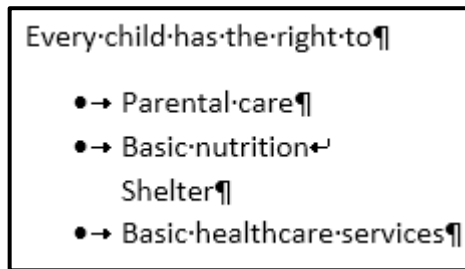 Every·child·has·the·right·to¶
●→ Parental·care¶
●→ Basic·nutrition↵
Shelter¶
●→ Basic·healthcare·services¶